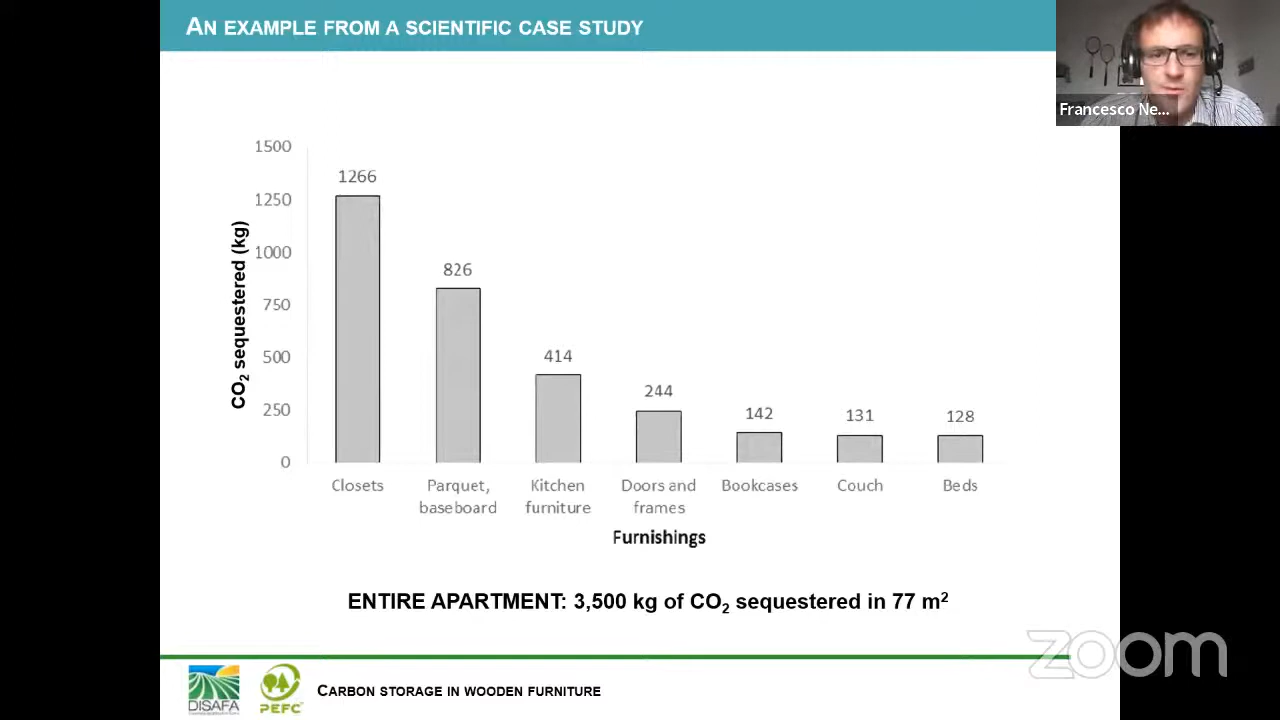 AN EXAMPLE FROM A SCIENTIFIC CASE STUDY
Francesco Ne...
1500
1250
1000
750
500
250
0
CO₂ sequestered (kg)
1266
826
414
244
142
131
128
Closets
Parquet,
baseboard
Kitchen
furniture
Doors and
frames
Bookcases
Couch
Beds
Furnishings
ENTIRE APARTMENT: 3,500 kg of CO₂ sequestered in 77 m²
zoom
DISAFA
PEFC
CARBON STORAGE IN WOODEN FURNITURE